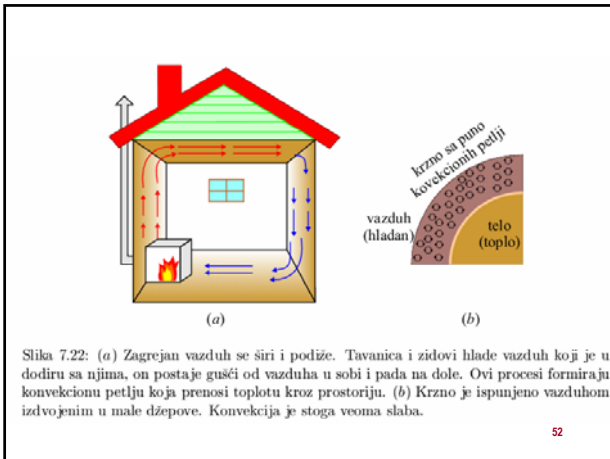 krzno sa puno
kovekcionih petlji
vazduh
(hladan)
telo
(toplo)
(a)
(b)
Slika 7.22: (a) Zagrejan vazduh se širi i podiže. Tavanica i zidovi hlade vazduh koji je u
dodiru sa njima, on postaje gušći od vazduha u sobi i pada na dole. Ovi procesi formiraju
konvekcionu petlju koja prenosi toplotu kroz prostoriju. (b) Krzno je ispunjeno vazduhom
izdvojenim u male džepove. Konvekcija je stoga veoma slaba.
52